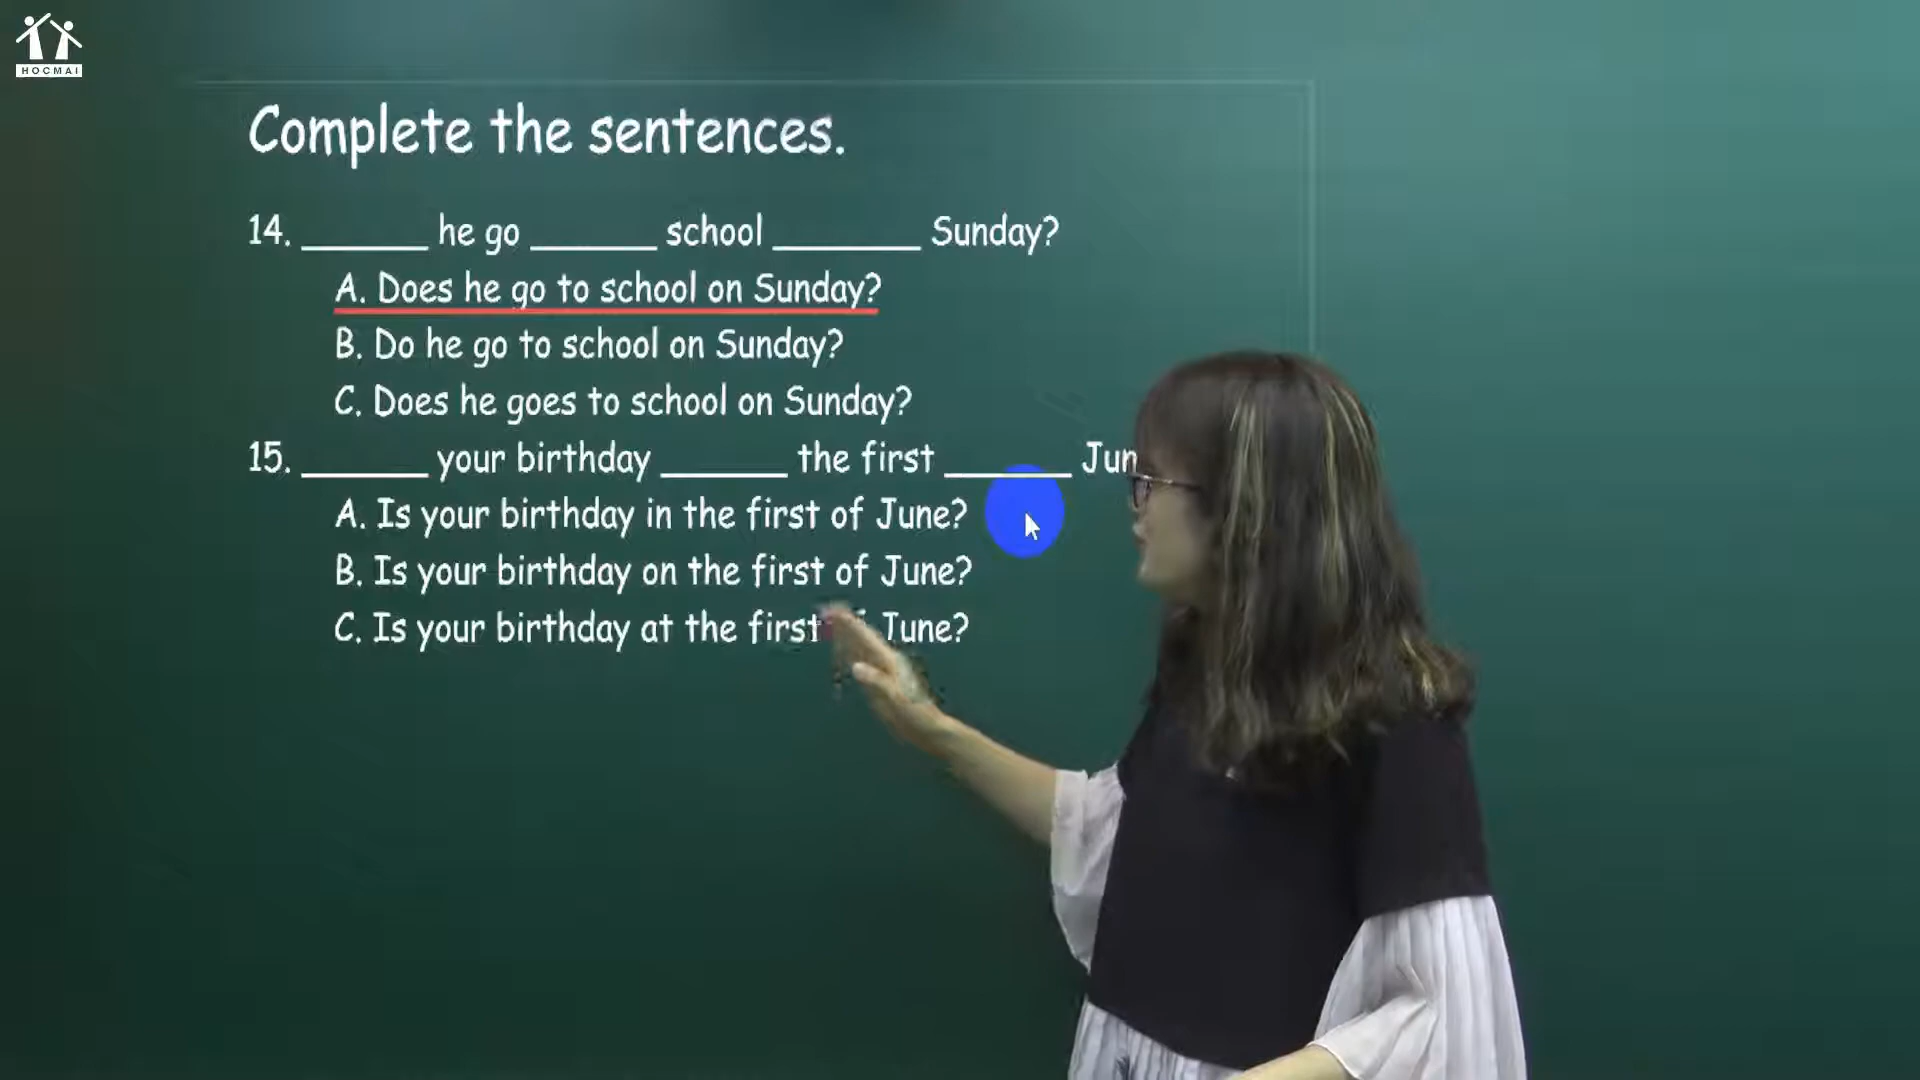 HOCMAI
Complete the sentences.
14. ______ he go ______ school _______ Sunday?
A. Does he go to school on Sunday?
B. Do he go to school on Sunday?
C. Does he goes to school on Sunday?
15. ______ your birthday ______ the first ______
A. Is your birthday in the first of June?
B. Is your birthday on the first of June?
C. Is your birthday at the first June?